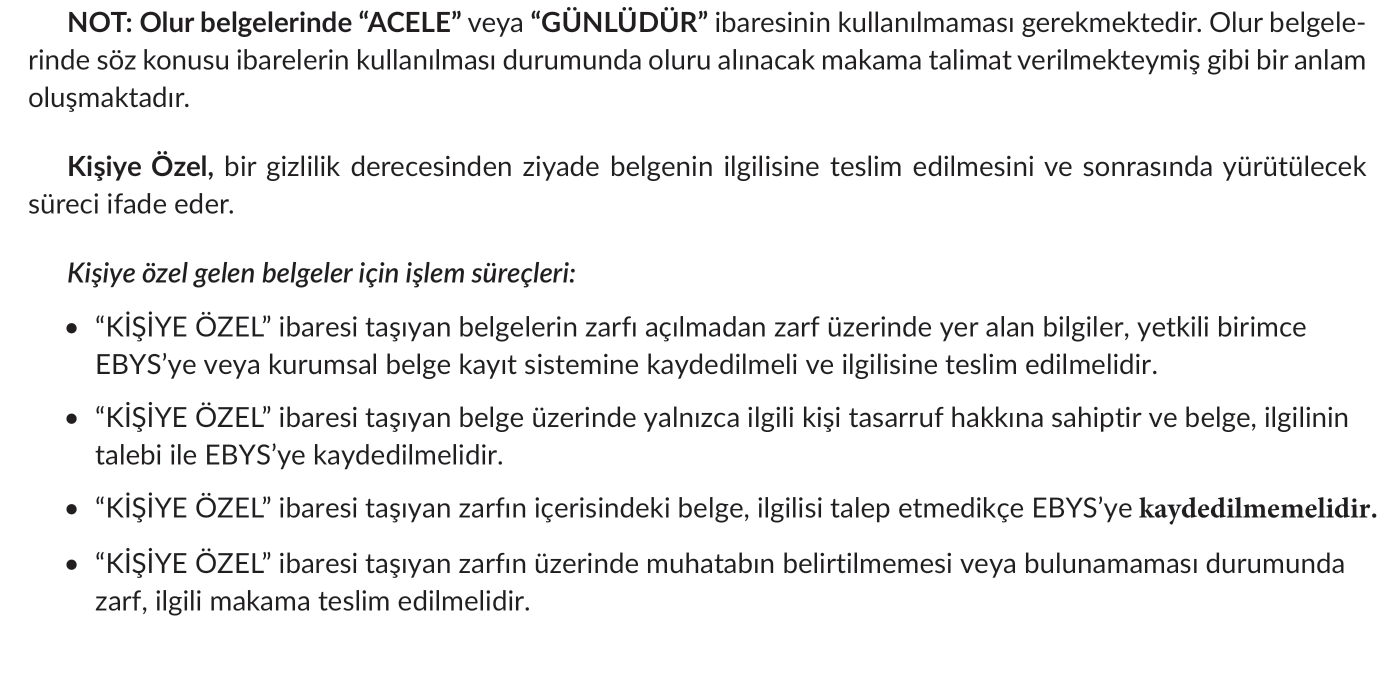 NOT: Olur belgelerinde “ACELE” veya “GÜNLÜDÜR” ibaresinin kullanılmaması gerekmektedir. Olur belgele-
rinde söz konusu ibarelerin kullanılması durumunda oluru alınacak makama talimat verilmekteymiş gibi bir anlam
oluşmaktadır.
Kişiye Özel, bir gizlilik derecesinden ziyade belgenin ilgilisine teslim edilmesini ve sonrasında yürütülecek
süreci ifade eder.
Kişiye özel gelen belgeler için işlem süreçleri:
• “KİŞİYE ÖZEL” ibaresi taşıyan belgelerin zarfı açılmadan zarf üzerinde yer alan bilgiler, yetkili birimce
EBYS’ye veya kurumsal belge kayıt sistemine kaydedilmeli ve ilgilisine teslim edilmelidir.
• “KİŞİYE ÖZEL” ibaresi taşıyan belge üzerinde yalnızca ilgili kişi tasarruf hakkına sahiptir ve belge, ilgilinin
talebi ile EBYS’ye kaydedilmelidir.
• “KİŞİYE ÖZEL” ibaresi taşıyan zarfın içerisindeki belge, ilgilisi talep etmedikçe EBYS’ye kaydedilmemelidir.
• “KİŞİYE ÖZEL” ibaresi taşıyan zarfın üzerinde muhatabın belirtilmemesi veya bulunamaması durumunda
zarf, ilgili makama teslim edilmelidir.